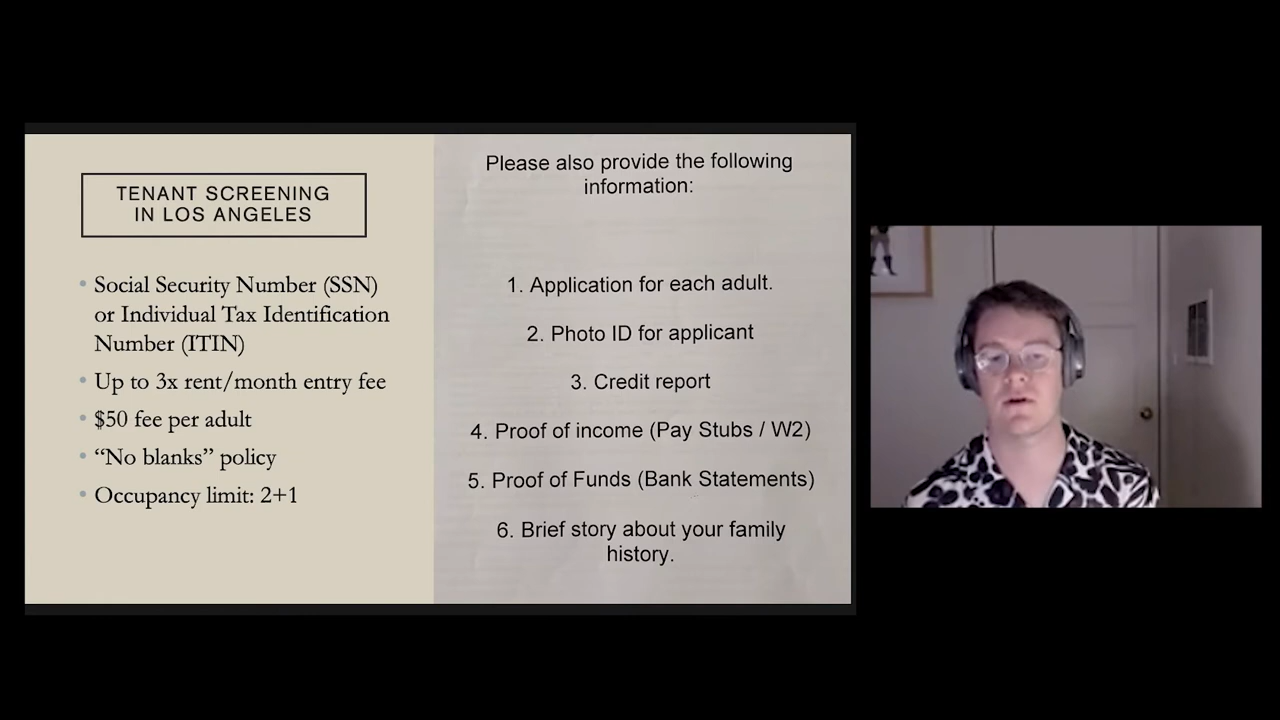 TENANT SCREENING
IN LOS ANGELES
• Social Security Number (SSN)
or Individual Tax Identification
Number (ITIN)
• Up to 3x rent/month entry fee
• $50 fee per adult
• “No blanks” policy
• Occupancy limit: 2+1
Please also provide the following
information:
1. Application for each adult.
2. Photo ID for applicant
3. Credit report
4. Proof of income (Pay Stubs / W2)
5. Proof of Funds (Bank Statements)
6. Brief story about your family
history.